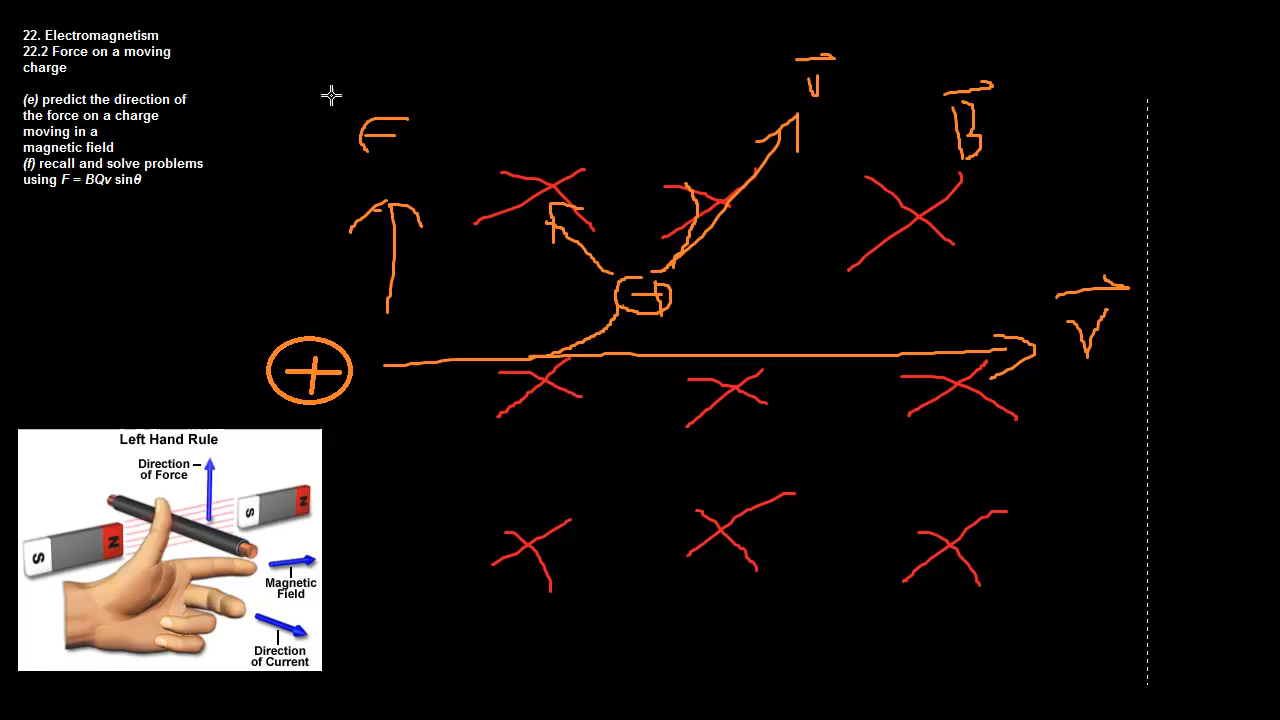 22. Electromagnetism
22.2 Force on a moving
charge
(e) predict the direction of
the force on a charge
moving in a
magnetic field
(f) recall and solve problems
using F = BQv sinθ
F
v
B
+
+
v
Left Hand Rule
Direction
of Force
N
S
S
N
Magnetic
Field
Direction
of Current